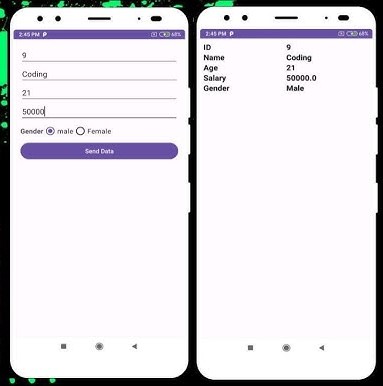 2:45 PM P
68%
9
Coding
21
50000
Gender male Female
Send Data
2:45 PM P
68%
ID 9
Name Coding
Age 21
Salary 50000.0
Gender Male